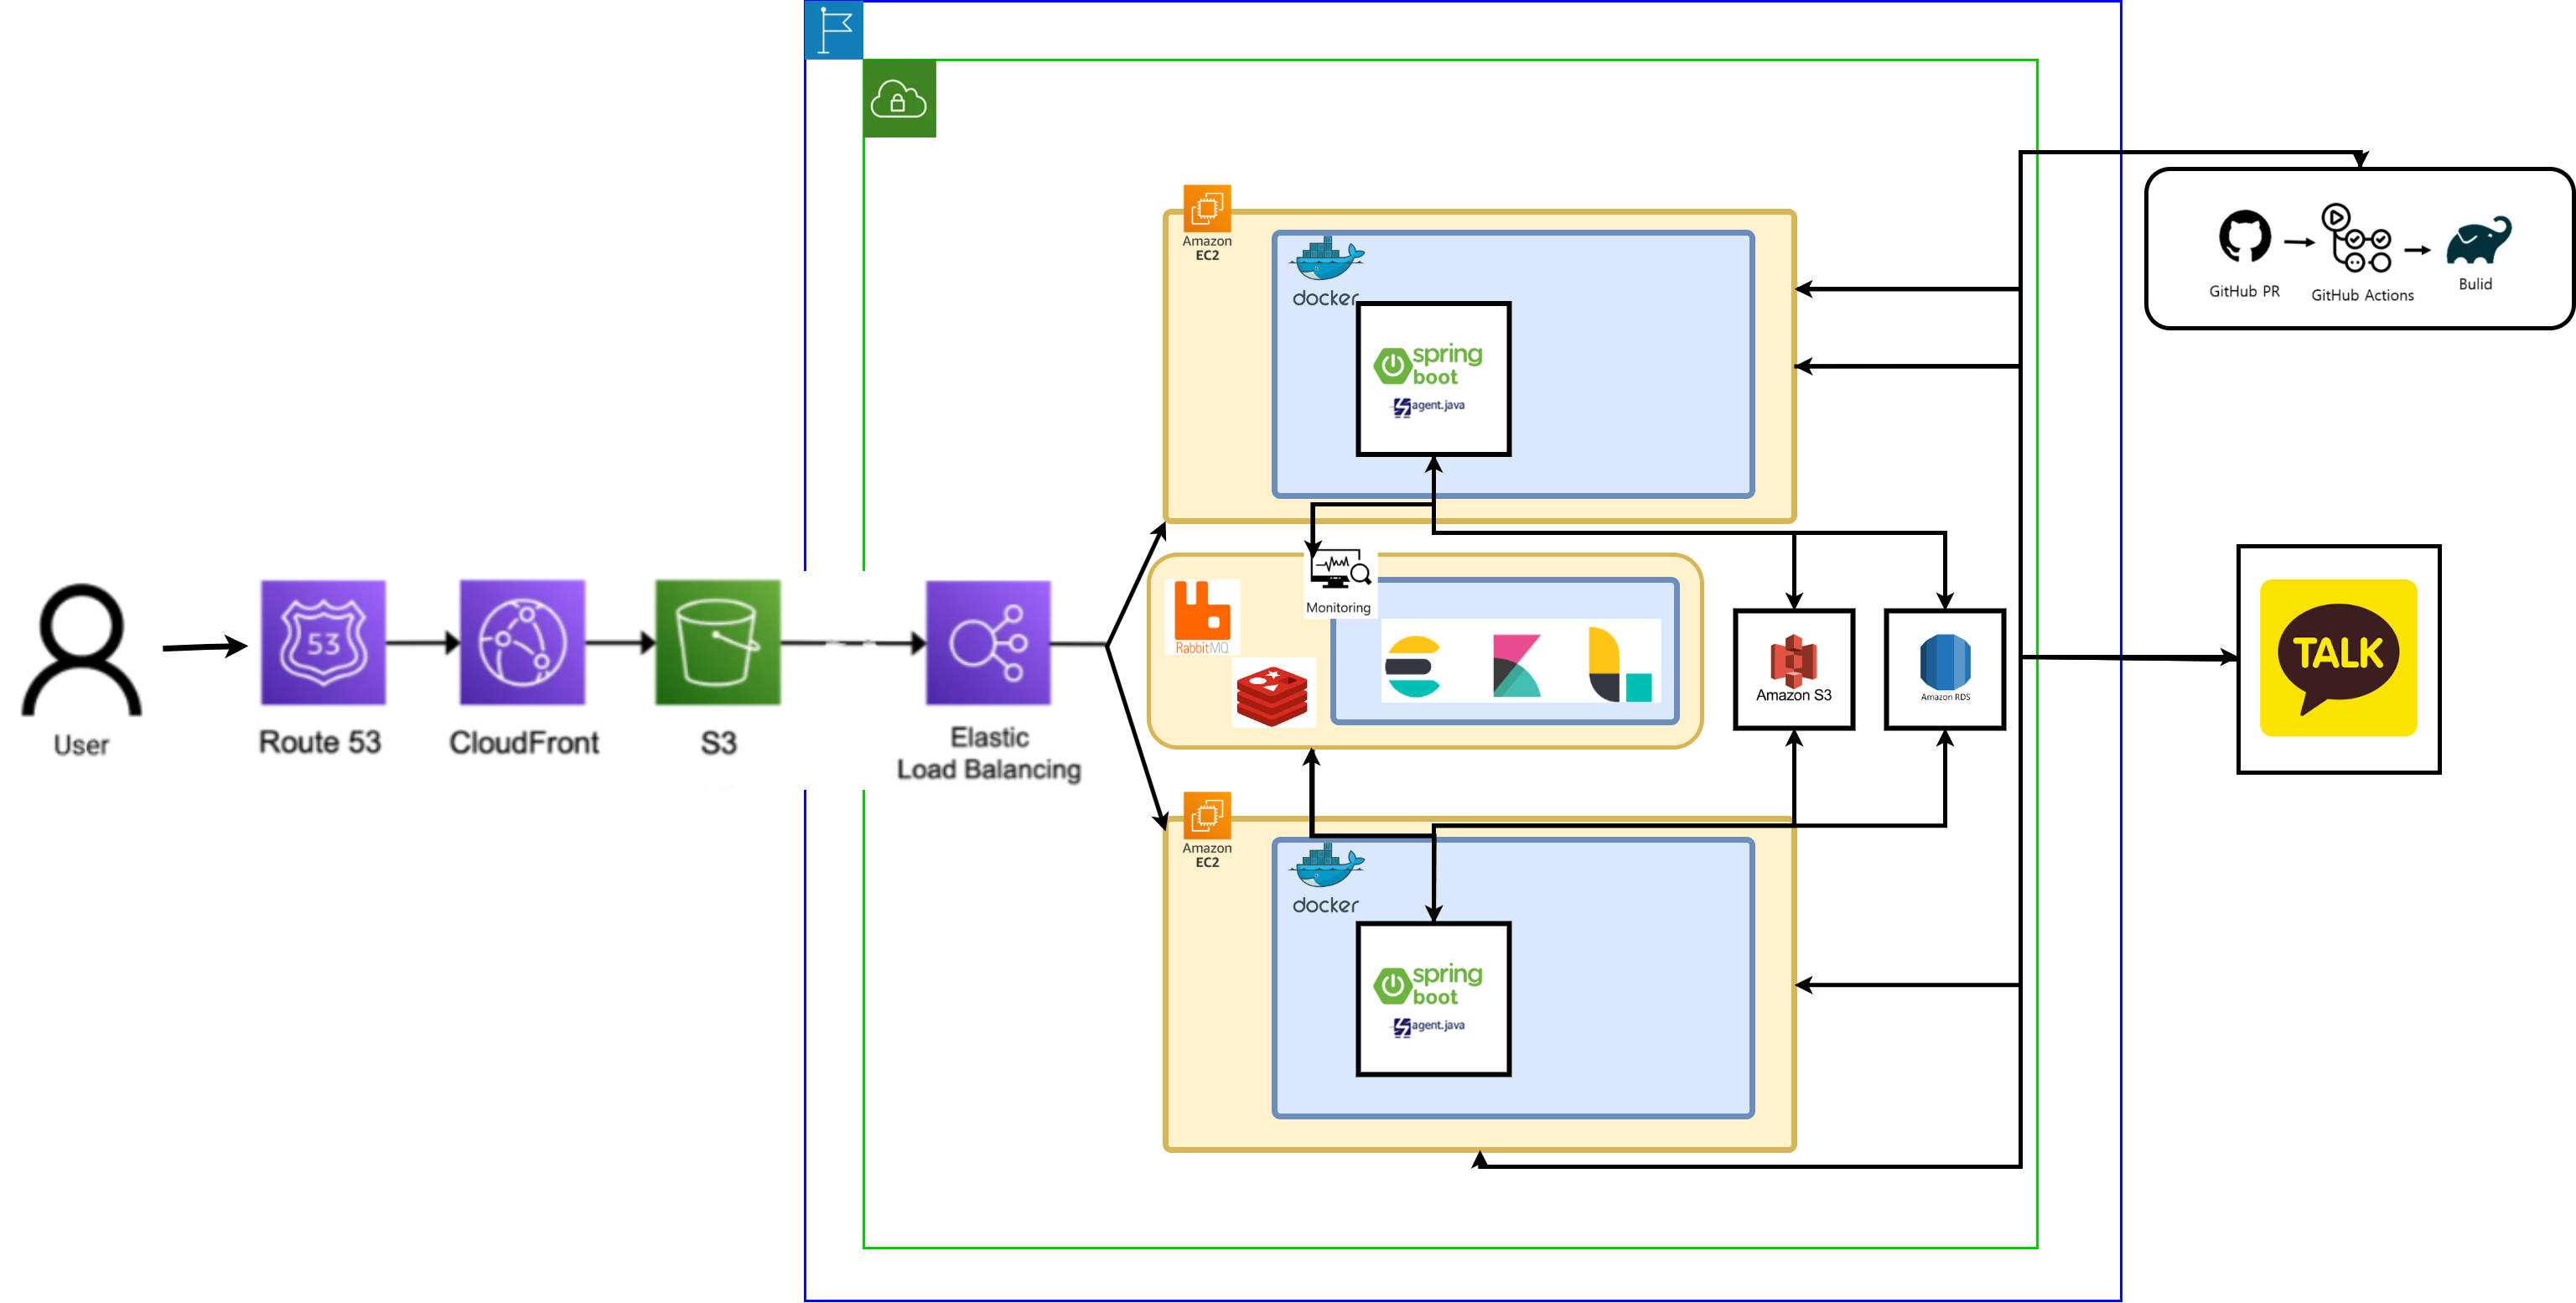 Amazon
EC2
docker
spring
boot
agent.java
GitHub PR
GitHub Actions
Bulid
User
53
Route 53
CloudFront
S3
Elastic
Load Balancing
RabbitMQ
Monitoring
Amazon S3
Amazon RDS
TALK
Amazon
EC2
docker
spring
boot
agent.java